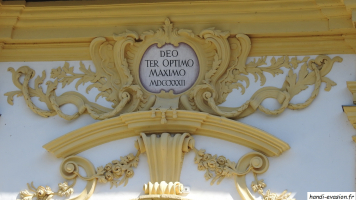 DEO
TER OPTIMO
MAXIMO
MDCCXXXII
handi-evasion.fr